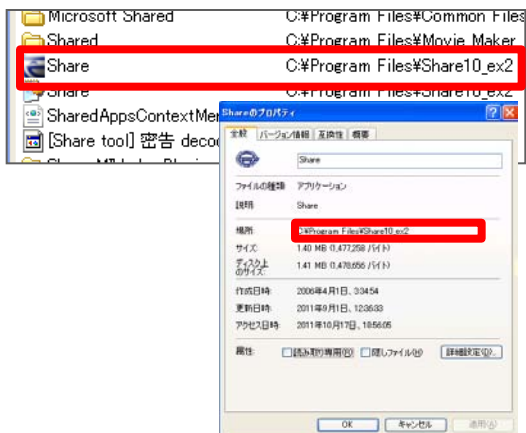 Microsoft Shared C:¥Program Files¥Common Files
Shared C:¥Program Files¥Movie Maker
Share C:¥Program Files¥Share10_ex2
Share C:¥Program Files¥Share10_ex2
SharedAppsContextMer
[Share tool] 密告 deco
Shareのプロパティ
全般 バージョン情報 互換性 概要
Share
ファイルの種類: アプリケーション
説明: Share
場所: C:¥Program Files¥Share10_ex2
サイズ: 1.40 MB (1,477,258 バイト)
ディスク上のサイズ: 1.41 MB (1,478,656 バイト)
作成日時: 2006年4月1日、3:34:54
更新日時: 2011年9月1日、12:36:33
アクセス日時: 2011年10月17日、18:56:05
属性: 読み取り専用(R) 隠しファイル(H) 詳細設定(D)...
OK キャンセル 適用(A)